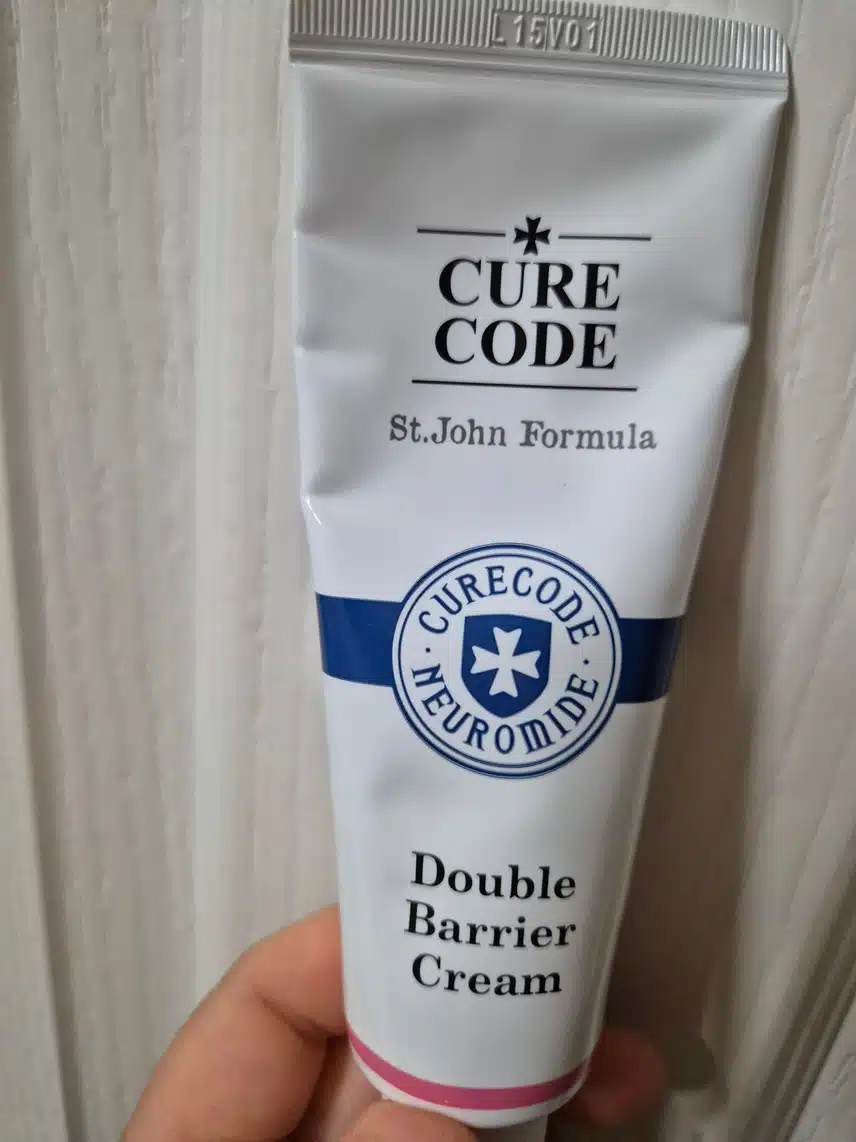 L15V01
CURE
CODE
St.John Formula
CURECODE
NEUROMIDE
Double
Barrier
Cream